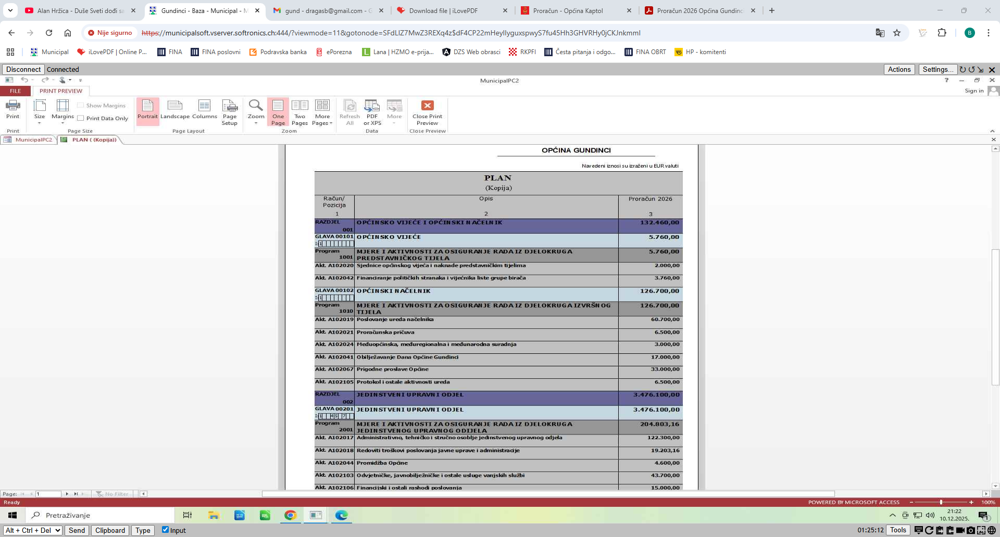 Alan Hržica - Duše Sveti dođi sa
Gundinci - Baza - Municipal - M
gund - dragasb@gmail.com - G
Download file | iLovePDF
Proračun - Općina Kaptol
Proračun 2026 Općina Gundinc
Nije sigurno
https://municipalsoft.vserver.softronics.ch:444/?viewmode=11&gotonode=SFdLIZ7MwZ3REXq4z$dF4CP22mHeyIlyguxspwyS7fu45Hh3GHVRHy0jCKJnkmmI
B
Municipal
iLovePDF | Online P...
FINA
FINA poslovni
Podravska banka
ePorezna
Lana | HZMO e-prija...
DZS Web obrasci
RKPFI
Česta pitanja i odgo...
FINA OBRT
HP - komitenti
Disconnect Connected
Actions Settings...
MunicipalPC2
FILE PRINT PREVIEW
Sign in
Print
Size
Margins
Show Margins
Print Data Only
Portrait
Landscape
Columns
Page Setup
Zoom
One Page
Two Pages
More Pages
Refresh All
PDF or XPS
More
Close Print Preview
Print
Page Size
Page Layout
Zoom
Data
Close Preview
MunicipalPC2
PLAN ( (Kopija))
OPĆINA GUNDINCI
Navedeni iznosi su izraženi u EUR valuti
PLAN
(Kopija)
Račun/ Pozicija Opis Proračun 2026
1 2 3
RAZDJEL 001 OPĆINSKO VIJEĆE I OPĆINSKI NAČELNIK 132.460,00
GLAVA 00101 OPĆINSKO VIJEĆE 5.760,00
Program 1001 MJERE I AKTIVNOSTI ZA OSIGURANJE RADA IZ DJELOKRUGA PREDSTAVNIČKOG TIJELA 5.760,00
Akt. A102020 Sjednice općinskog vijeća i naknade predstavničkim tijelima 2.000,00
Akt. A102042 Financiranje političkih stranaka i vijećnika liste grupe birača 3.760,00
GLAVA 00102 OPĆINSKI NAČELNIK 126.700,00
Program 1010 MJERE I AKTIVNOSTI ZA OSIGURANJE RADA IZ DJELOKRUGA IZVRŠNOG TIJELA 126.700,00
Akt. A102019 Poslovanje ureda načelnika 60.700,00
Akt. A102021 Proračunska pričuva 6.500,00
Akt. A102024 Međuopćinska, međuregionalna i međunarodna suradnja 3.000,00
Akt. A102041 Obilježavanje Dana Općine Gundinci 17.000,00
Akt. A102067 Prigodne proslave Općine 33.000,00
Akt. A102105 Protokol i ostale aktivnosti ureda 6.500,00
RAZDJEL 002 JEDINSTVENI UPRAVNI ODJEL 3.476.100,00
GLAVA 00201 JEDINSTVENI UPRAVNI ODJEL 3.476.100,00
Program 2001 MJERE I AKTIVNOSTI ZA OSIGURANJE RADA IZ DJELOKRUGA JEDINSTVENOG UPRAVNOG ODIJELA 204.803,16
Akt. A102017 Administrativno, tehničko i stručno osoblje jedinstvenog upravnog odjela 122.300,00
Akt. A102018 Redoviti troškovi poslovanja javne uprave i administracije 19.203,16
Akt. A102044 Promidžba Općine 4.600,00
Akt. A102103 Odvjetničke, javnobilježničke i ostale usluge vanjskih službi 43.700,00
Akt. A102106 Financijski i ostali rashodi poslovanja 15.000,00
Page: 1 No Filter
Ready
POWERED BY MICROSOFT ACCESS 100%
Pretraživanje
21:22
10.12.2025.
Alt + Ctrl + Del Send Clipboard Type Input
01:25:12 Tools